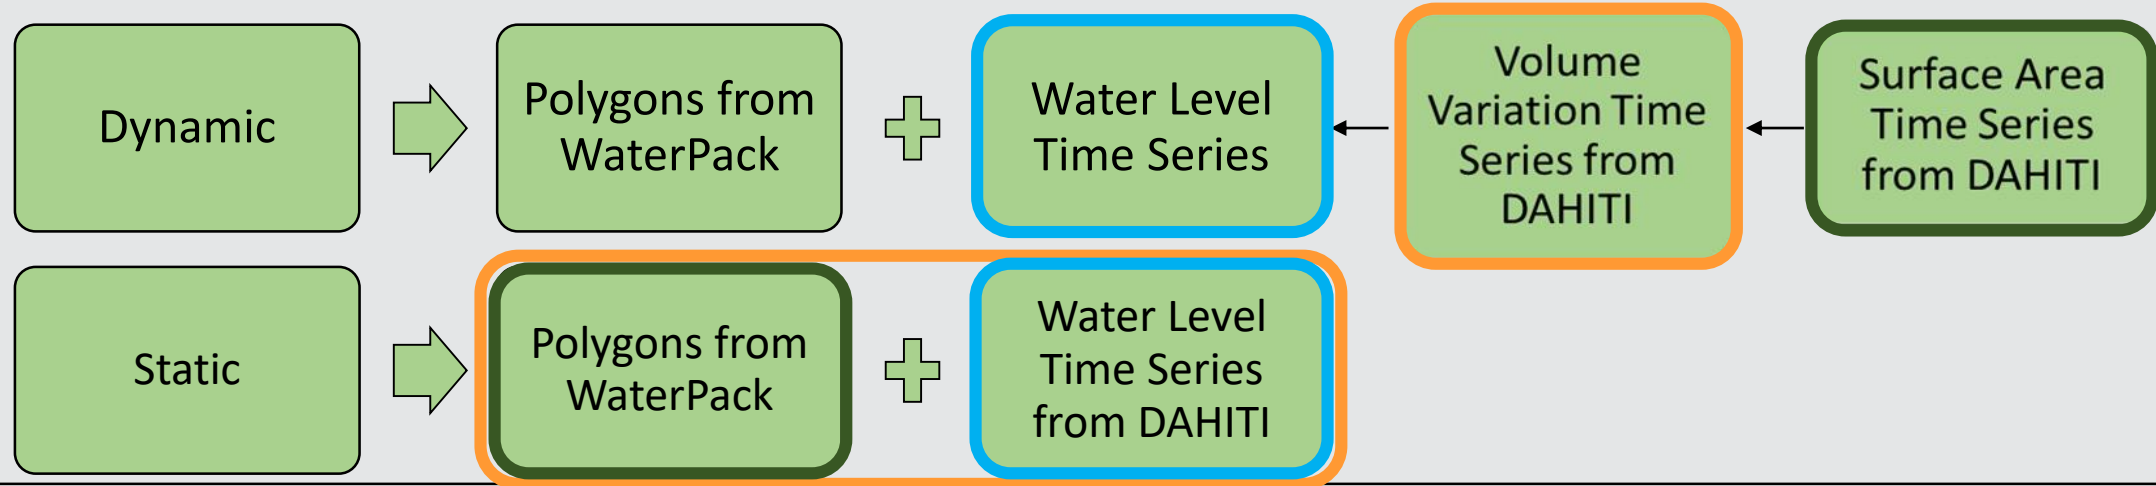 Dynamic
Polygons from
WaterPack
Water Level
Time Series
Volume
Variation Time
Series from
DAHITI
Surface Area
Time Series
from DAHITI
Static
Polygons from
WaterPack
Water Level
Time Series
from DAHITI